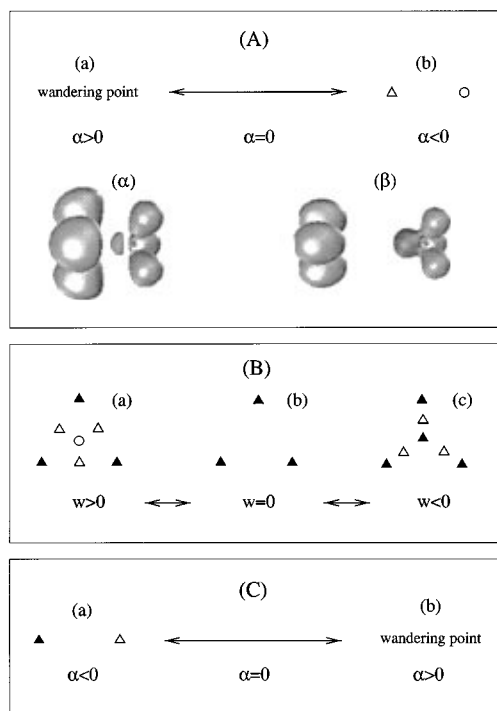 (A)
(a) (b)
wandering point
α>0 α=0 α<0
(α) (β)
(B)
(a) (b) (c)
w>0 w=0 w<0
(C)
(a) (b)
wandering point
α<0 α=0 α>0